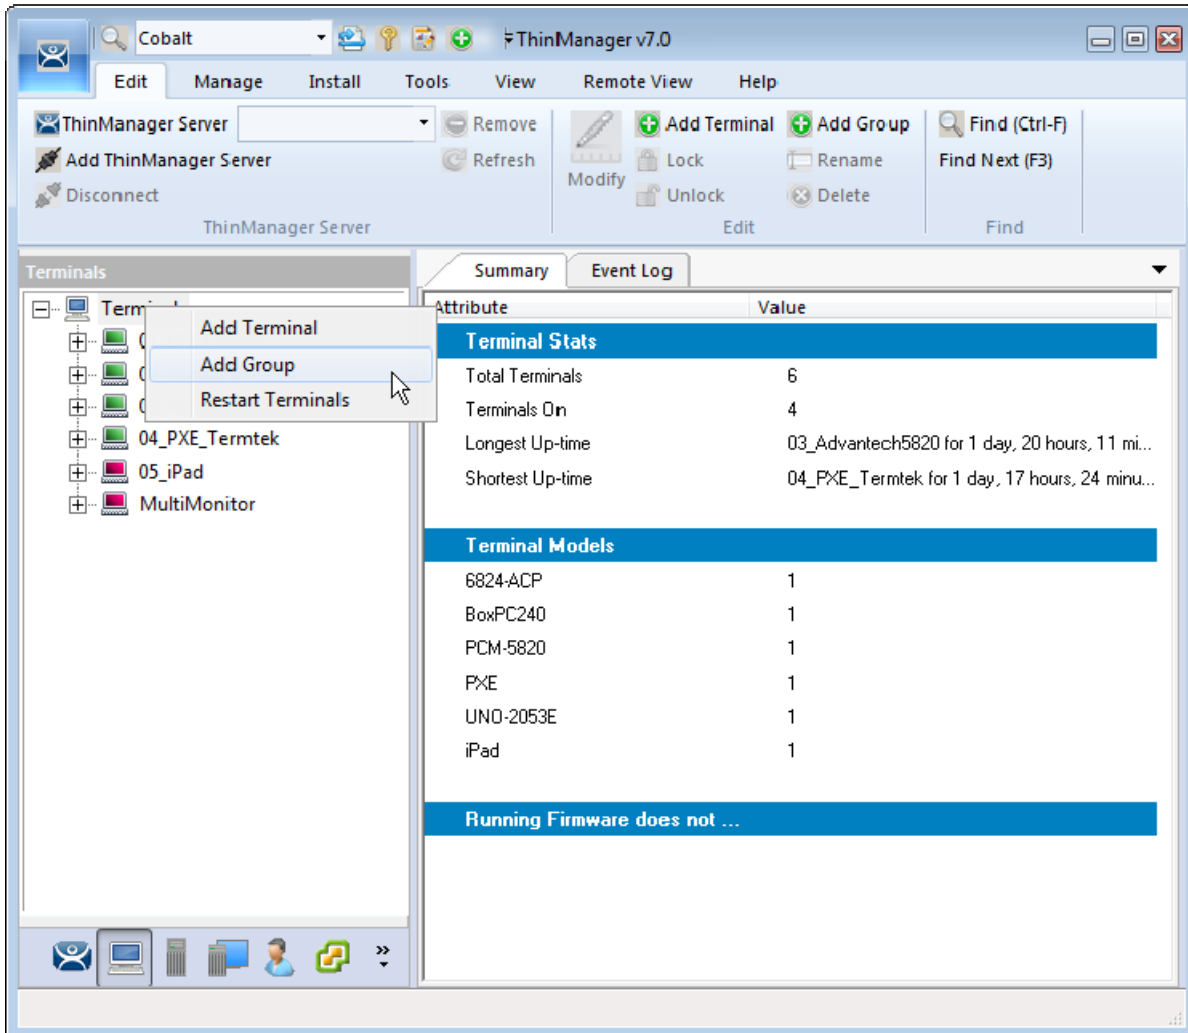 Cobalt
ThinManager v7.0
Edit Manage Install Tools View Remote View Help
ThinManager Server
Add ThinManager Server
Disconnect
ThinManager Server
Remove
Refresh
Modify
Add Terminal
Lock
Unlock
Add Group
Rename
Delete
Edit
Find (Ctrl-F)
Find Next (F3)
Find
Terminals
Add Terminal
Add Group
Restart Terminals
04_PXE_Termtek
05_iPad
MultiMonitor
Summary Event Log
Attribute Value
Terminal Stats
Total Terminals 6
Terminals On 4
Longest Up-time 03_Advantech5820 for 1 day, 20 hours, 11 mi...
Shortest Up-time 04_PXE_Termtek for 1 day, 17 hours, 24 minu...
Terminal Models
6824-ACP 1
BoxPC240 1
PCM-5820 1
PXE 1
UNO-2053E 1
iPad 1
Running Firmware does not ...